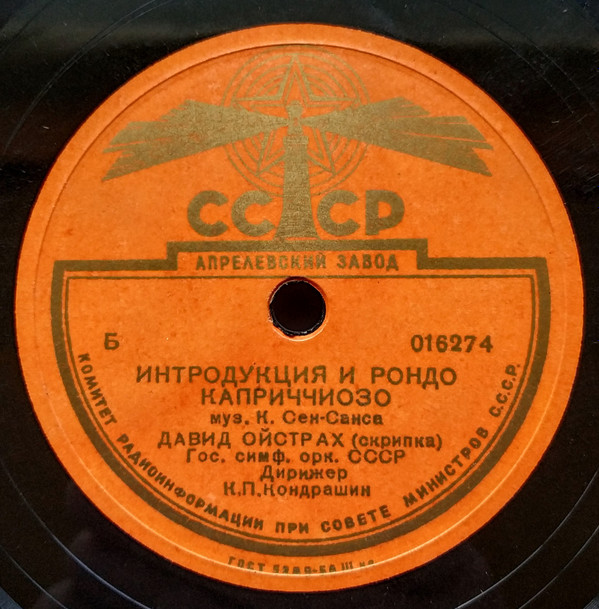 СССР
АПРЕЛЕВСКИЙ ЗАВОД
Б 016274
ИНТРОДУКЦИЯ И РОНДО
КАПРИЧЧИОЗО
муз. К. Сен-Санса
ДАВИД ОЙСТРАХ (скрипка)
Гос. симф. орк. СССР
Дирижер
К.П.Кондрашин
КОМИТЕТ РАДИОИНФОРМАЦИИ ПРИ СОВЕТЕ МИНИСТРОВ С.С.С.Р.
ГОСТ